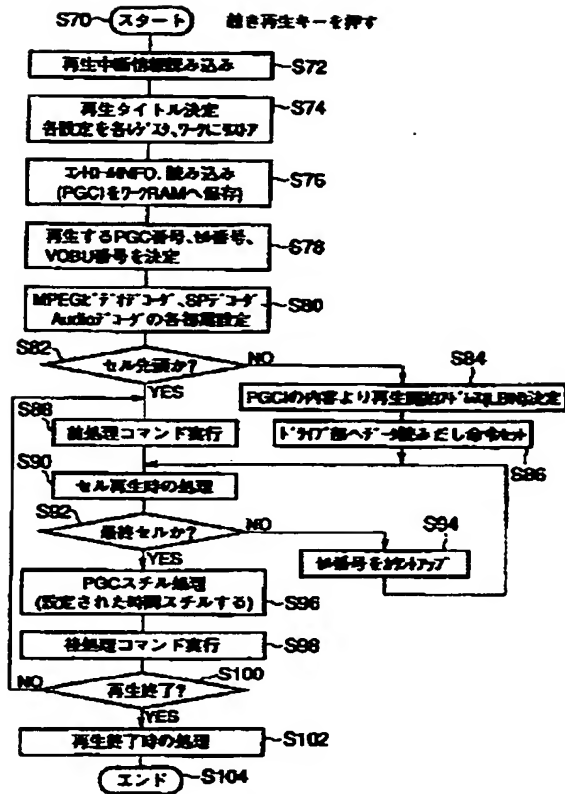 S70 スタート 続き再生キーを押す
再生中断情報読み込み S72
再生タイトル決定 S74
各設定を各レジスタ、ワークにリストア
コントロールINFO.読み込み S76
(PGCIをワークRAMへ保存)
再生するPGC番号、セル番号、 S78
VOBU番号を決定
MPEGビデオデコーダ、SPデコーダ S80
Audioデコーダの各初期設定
S82 セル先頭か? NO
YES
S84
PGCIの内容より再生開始アドレス(LBN)決定
S88
前処理コマンド実行
ドライブ部へデータ読みだし命令セット
S86
S90
セル再生時の処理
S92
最終セルか? NO
YES
S94
セル番号をカウントアップ
PGCスチル処理
(設定された時間スチルする) S96
後処理コマンド実行 S98
NO 再生終了? S100
YES
再生終了時の処理 S102
エンド S104